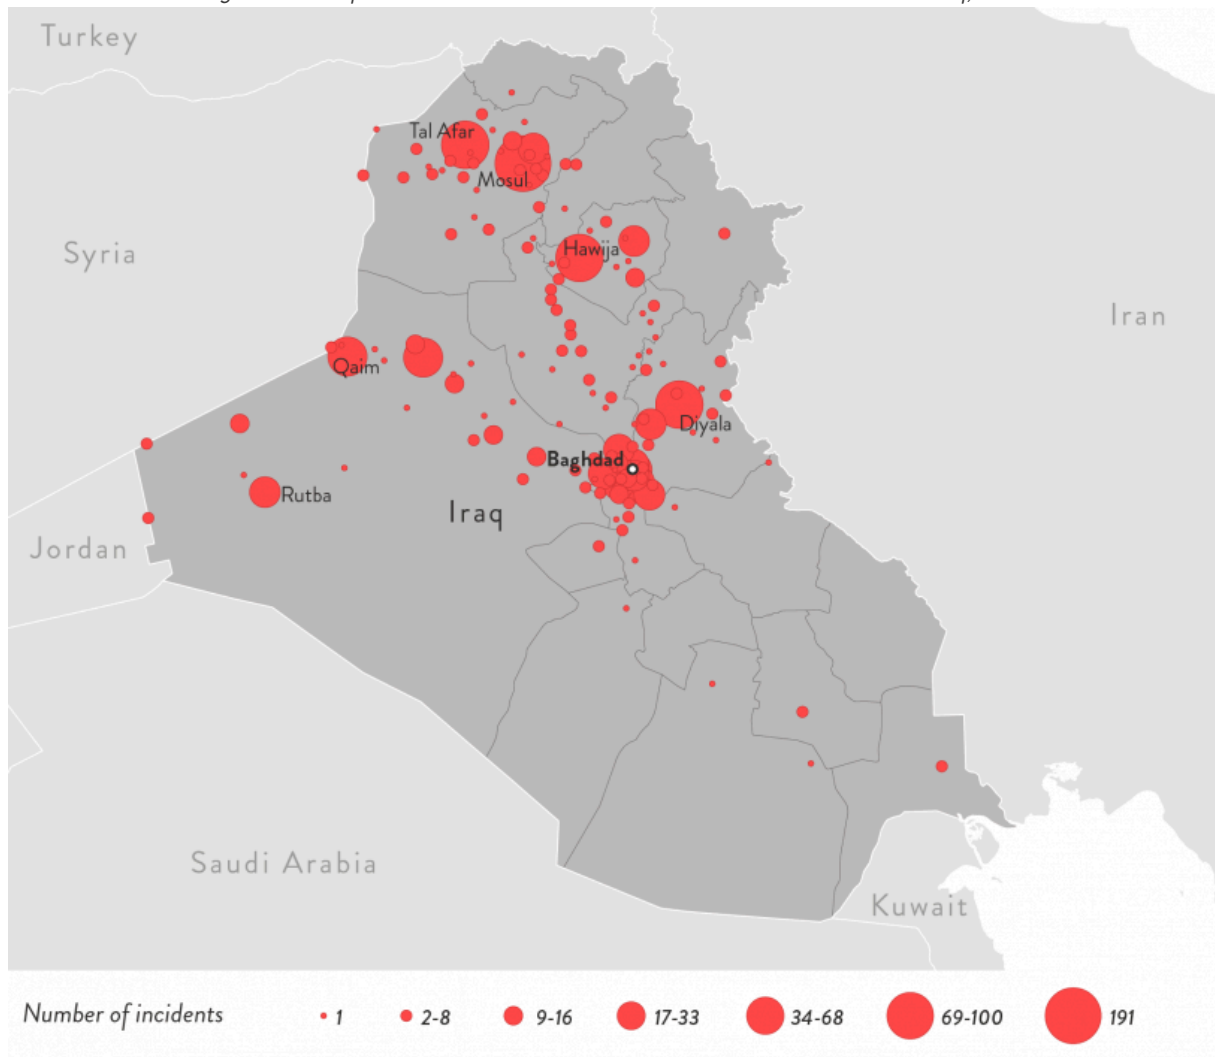 Turkey
Tal Afar
Mosul
Syria
Hawija
Iran
Qaim
Diyala
Baghdad
Rutba
Iraq
Jordan
Saudi Arabia
Kuwait
Number of incidents 1 2-8 9-16 17-33 34-68 69-100 191